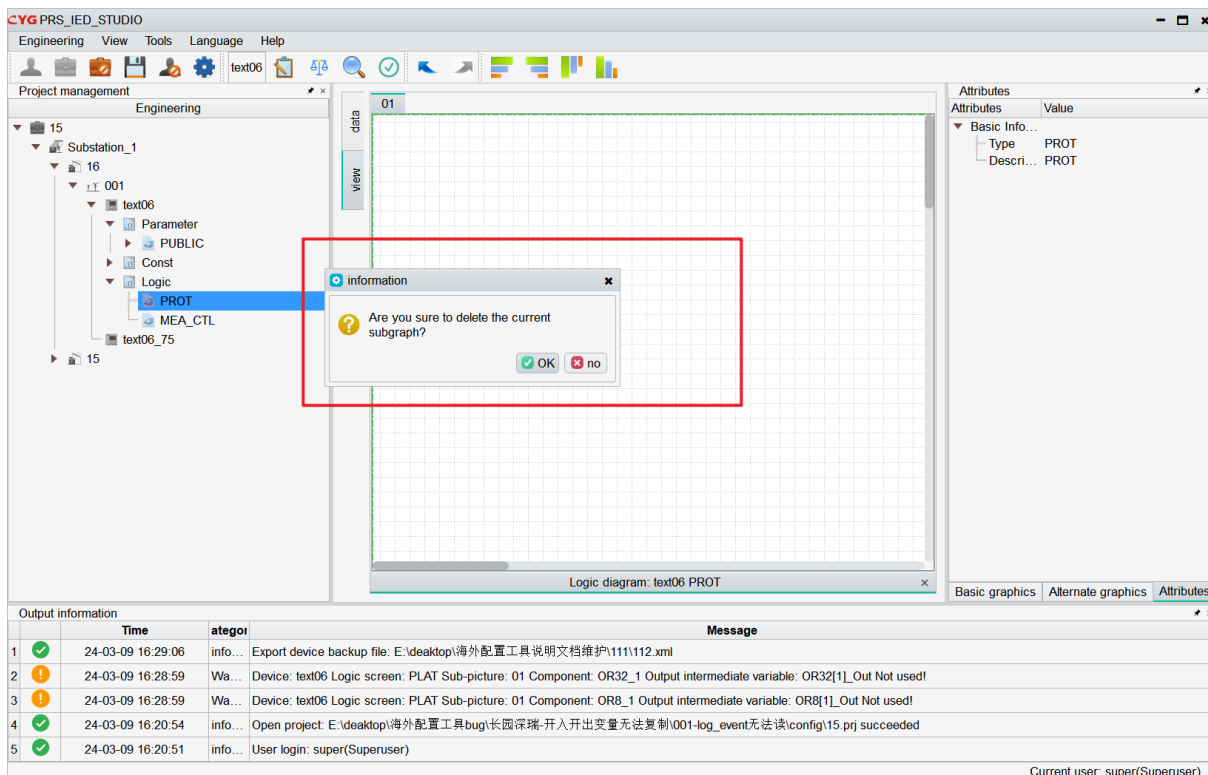 CYG PRS_IED_STUDIO
Engineering View Tools Language Help
text06
Project management
Engineering
15
Substation_1
16
001
text06
Parameter
PUBLIC
Const
Logic
PROT
MEA_CTL
text06_75
15
data
view
01
information
Are you sure to delete the current
subgraph?
OK no
Logic diagram: text06 PROT
Attributes
Attributes Value
Basic Info...
Type PROT
Descri... PROT
Basic graphics Alternate graphics Attributes
Output information
Time ategor Message
1 24-03-09 16:29:06 info... Export device backup file: E:\deaktop\海外配置工具说明文档维护\111\112.xml
2 24-03-09 16:28:59 Wa... Device: text06 Logic screen: PLAT Sub-picture: 01 Component: OR32_1 Output intermediate variable: OR32[1]_Out Not used!
3 24-03-09 16:28:59 Wa... Device: text06 Logic screen: PLAT Sub-picture: 01 Component: OR8_1 Output intermediate variable: OR8[1]_Out Not used!
4 24-03-09 16:20:54 info... Open project: E:\deaktop\海外配置工具bug\长园深瑞-开入开出变量无法复制\001-log_event无法读\config\15.prj succeeded
5 24-03-09 16:20:51 info... User login: super(Superuser)
Current user: super(Superuser)